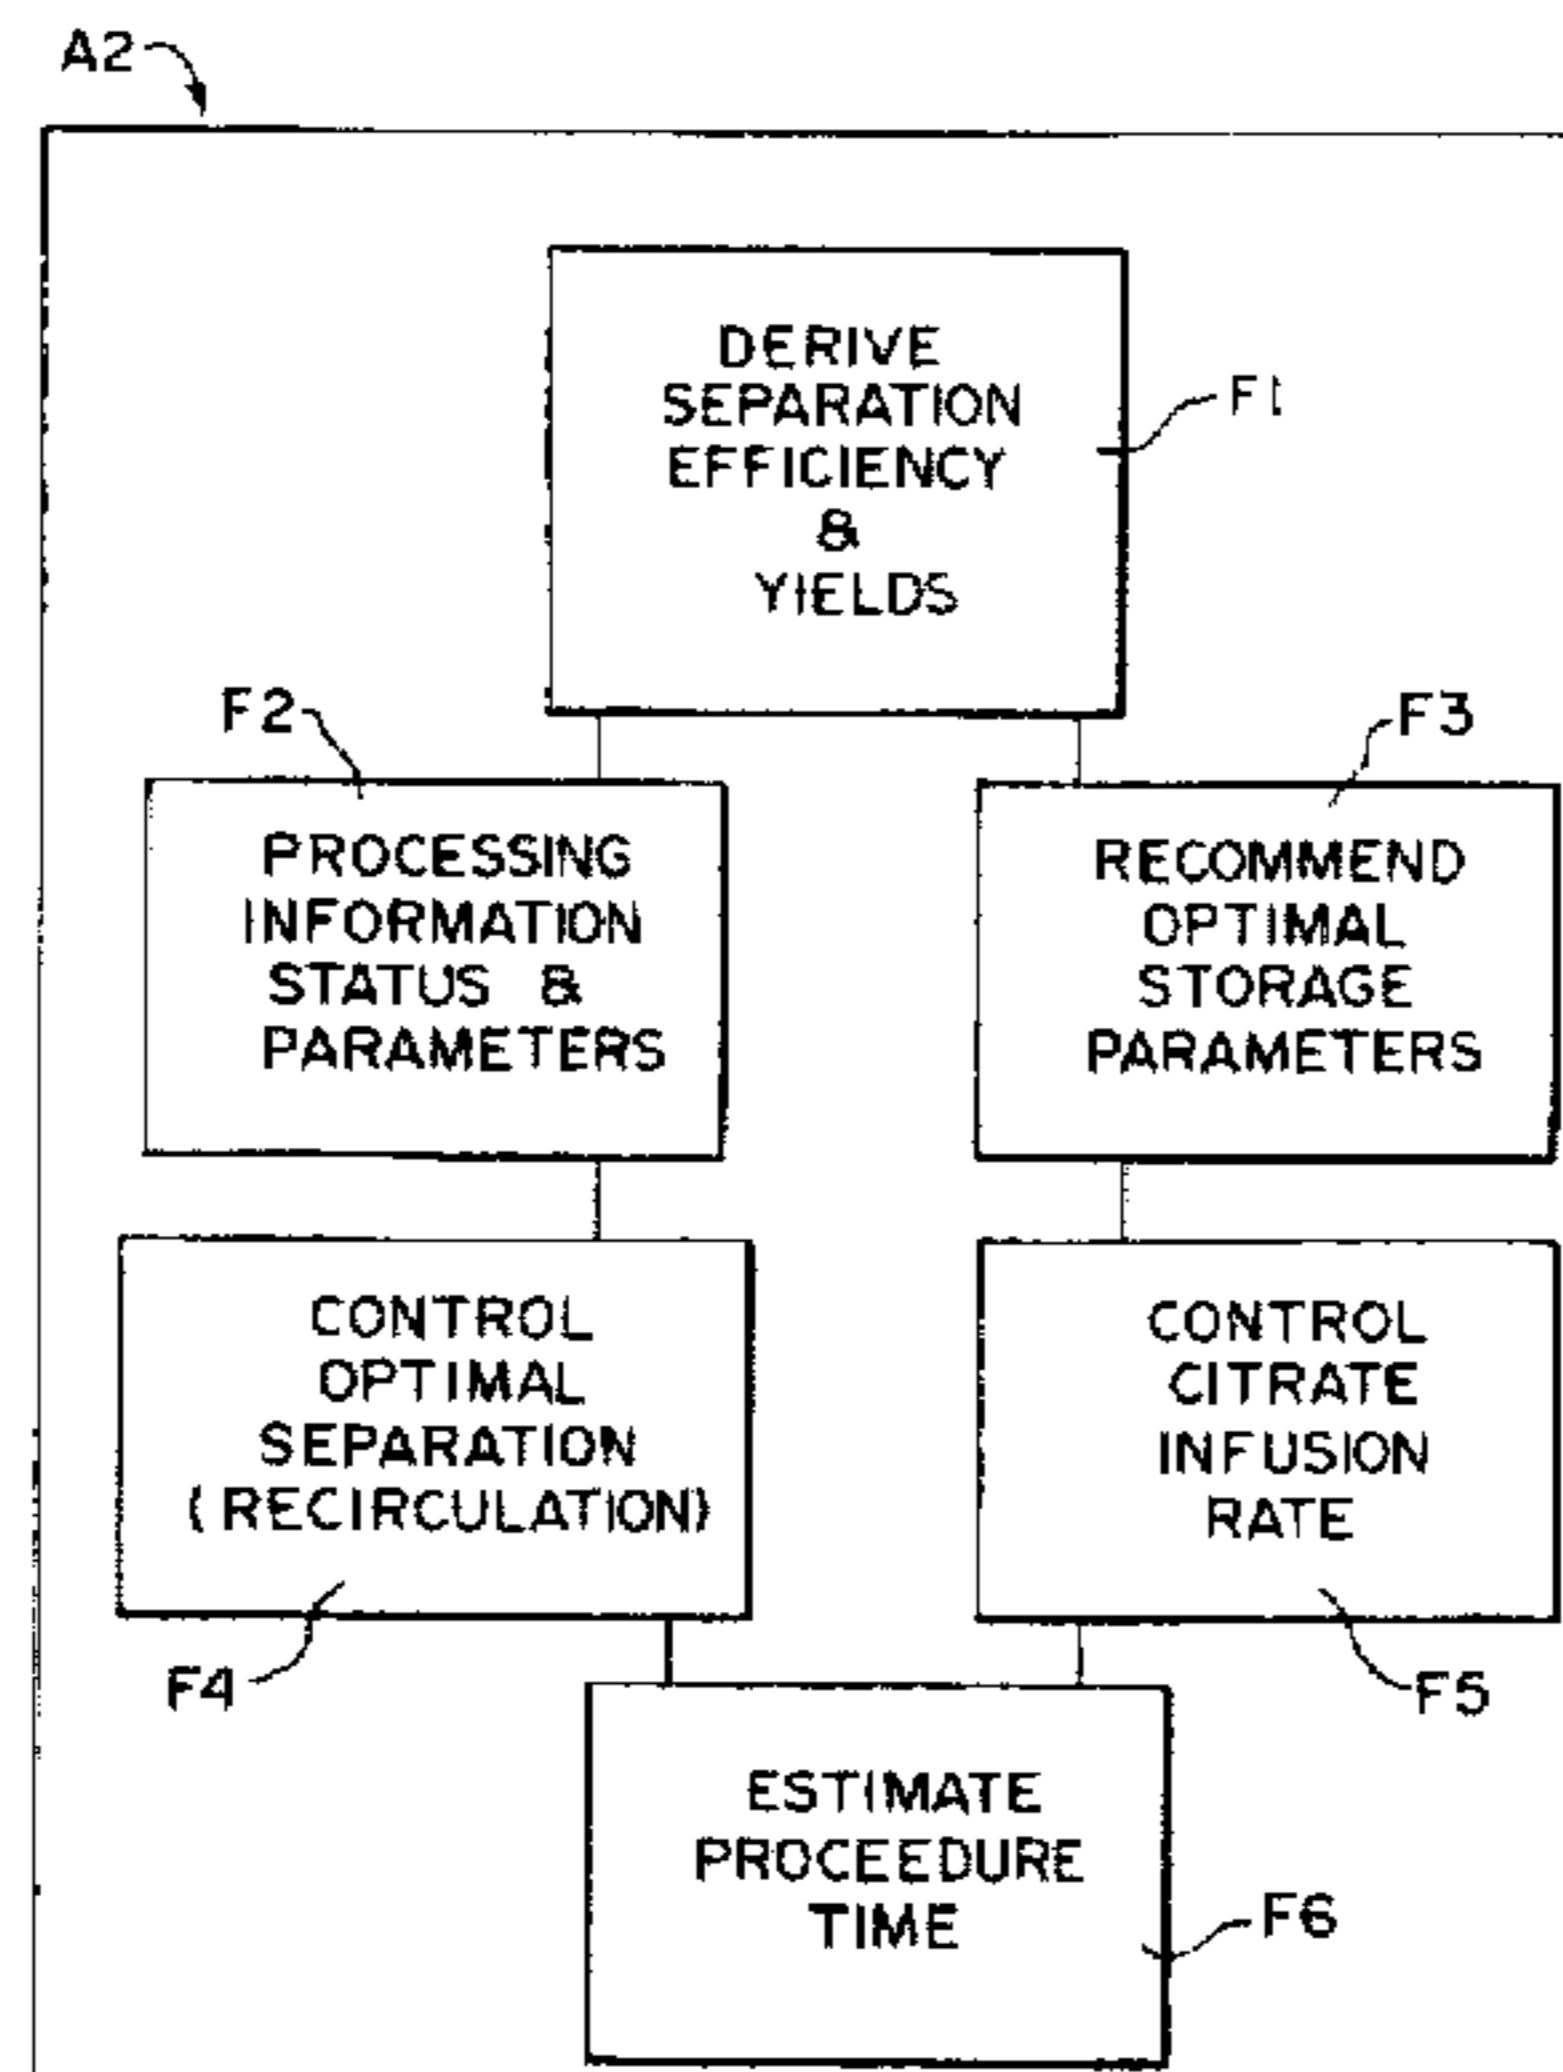 A2
DERIVE
SEPARATION
EFFICIENCY
&
YIELDS
F1
F2
F3
PROCESSING
INFORMATION
STATUS &
PARAMETERS
RECOMMEND
OPTIMAL
STORAGE
PARAMETERS
CONTROL
OPTIMAL
SEPARATION
(RECIRCULATION)
CONTROL
CITRATE
INFUSION
RATE
F4
F5
ESTIMATE
PROCEEDURE
TIME
F6